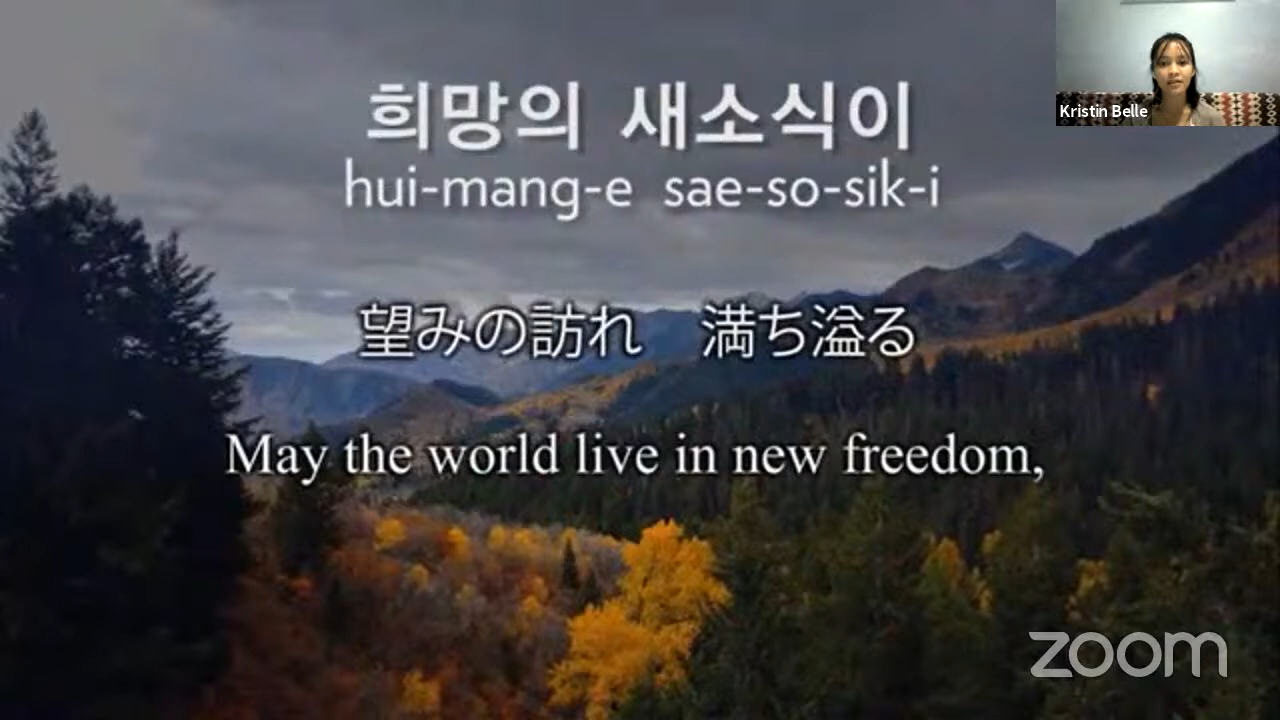 희망의 새소식이
hui-mang-e sae-so-sik-i
Kristin Belle
望みの訪れ　満ち溢る
May the world live in new freedom,
zoom